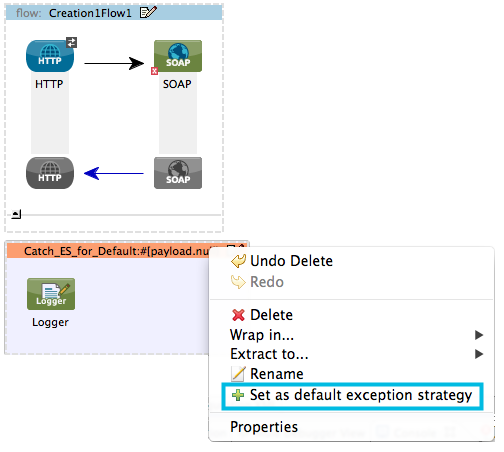 flow: Creation1Flow1
HTTP SOAP
HTTP SOAP
HTTP SOAP
Catch_ES_for_Default:#[payload.nu
Logger
Logger
Undo Delete
Redo
Delete
Wrap in...
Extract to...
Rename
Set as default exception strategy
Properties